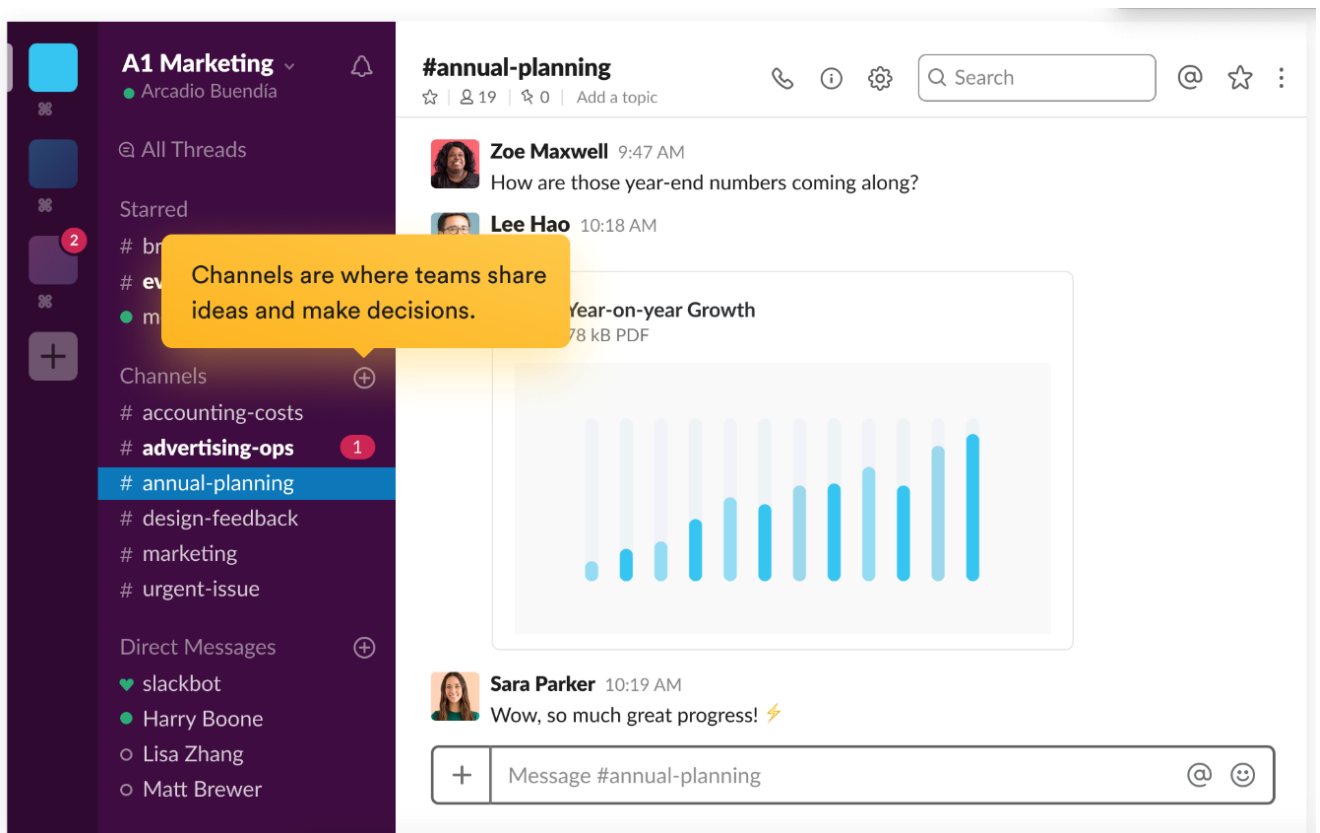 A1 Marketing
Arcadio Buendía
All Threads
Starred
#
#
Channels are where teams share
ideas and make decisions.
Channels
# accounting-costs
# advertising-ops 1
# annual-planning
# design-feedback
# marketing
# urgent-issue
Direct Messages
slackbot
Harry Boone
Lisa Zhang
Matt Brewer
2
#annual-planning
19 | 0 | Add a topic
Search
Zoe Maxwell 9:47 AM
How are those year-end numbers coming along?
Lee Hao 10:18 AM
Year-on-year Growth
kB PDF
Sara Parker 10:19 AM
Wow, so much great progress!
+ Message #annual-planning @